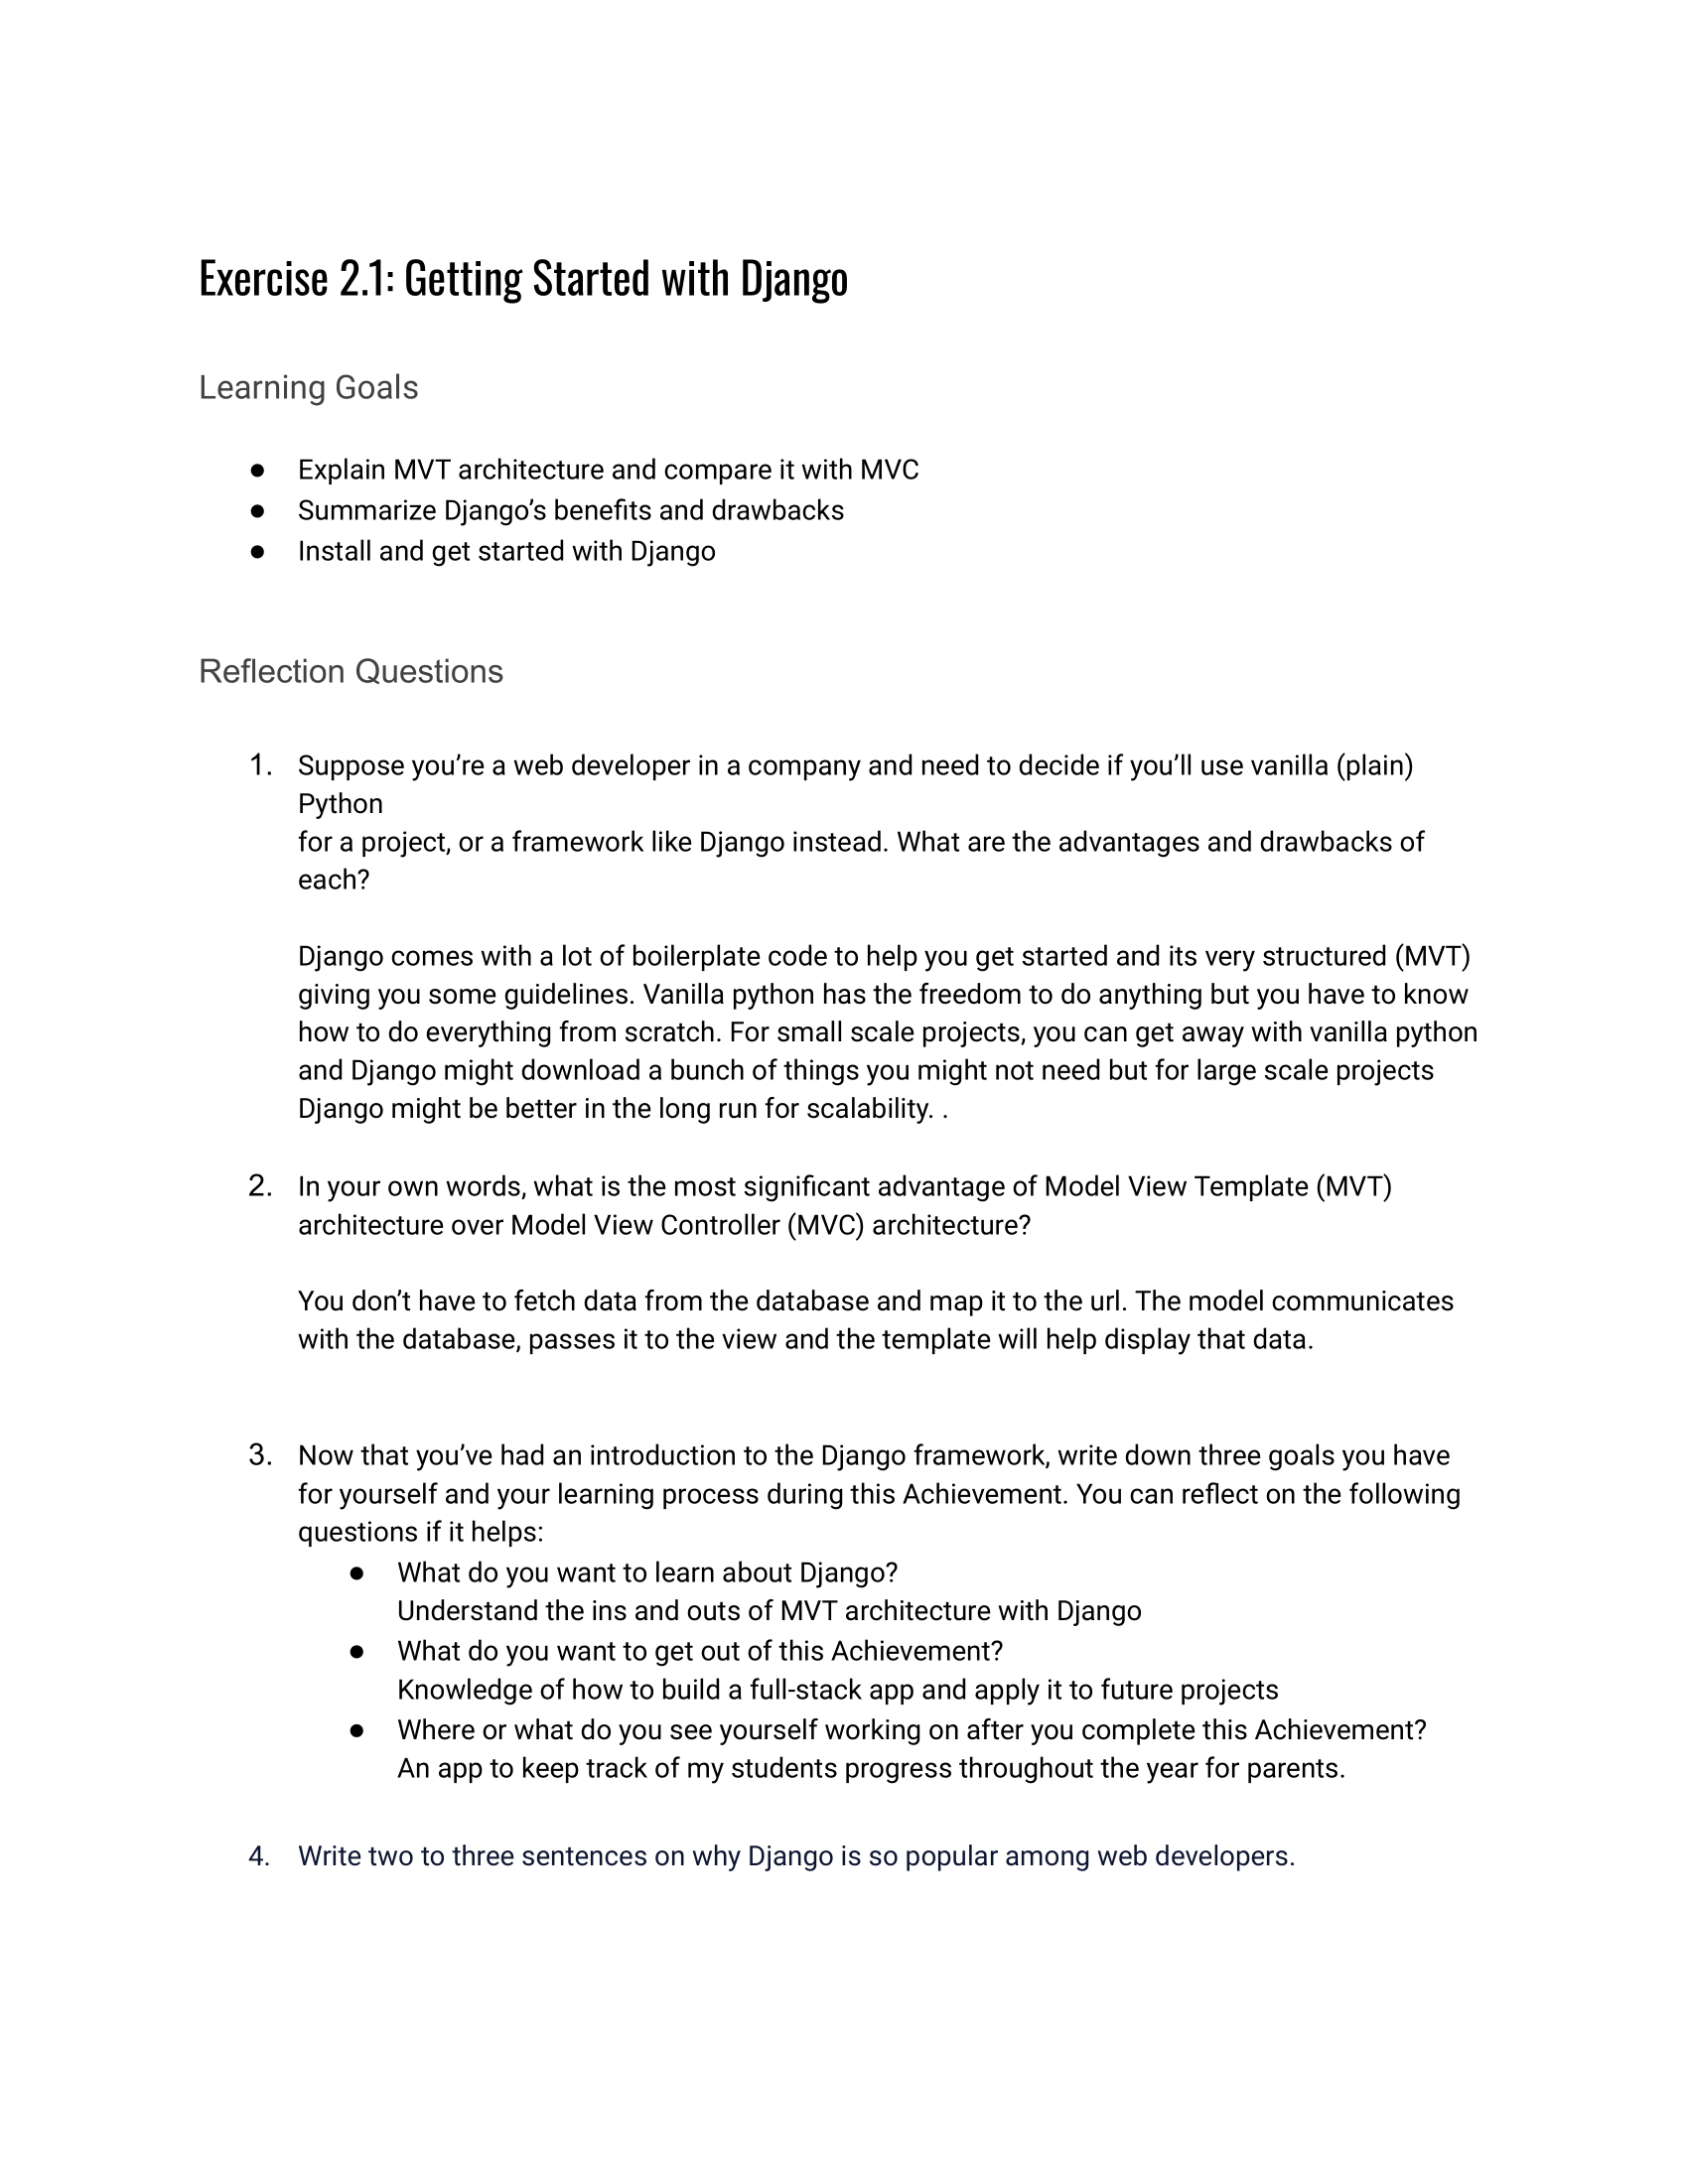 Exercise 2.1: Getting Started with Django
Learning Goals
● Explain MVT architecture and compare it with MVC
● Summarize Django’s benefits and drawbacks
● Install and get started with Django
Reflection Questions
1. Suppose you’re a web developer in a company and need to decide if you’ll use vanilla (plain)
Python
for a project, or a framework like Django instead. What are the advantages and drawbacks of
each?
Django comes with a lot of boilerplate code to help you get started and its very structured (MVT)
giving you some guidelines. Vanilla python has the freedom to do anything but you have to know
how to do everything from scratch. For small scale projects, you can get away with vanilla python
and Django might download a bunch of things you might not need but for large scale projects
Django might be better in the long run for scalability. .
2. In your own words, what is the most significant advantage of Model View Template (MVT)
architecture over Model View Controller (MVC) architecture?
You don’t have to fetch data from the database and map it to the url. The model communicates
with the database, passes it to the view and the template will help display that data.
3. Now that you’ve had an introduction to the Django framework, write down three goals you have
for yourself and your learning process during this Achievement. You can reflect on the following
questions if it helps:
● What do you want to learn about Django?
Understand the ins and outs of MVT architecture with Django
● What do you want to get out of this Achievement?
Knowledge of how to build a full-stack app and apply it to future projects
● Where or what do you see yourself working on after you complete this Achievement?
An app to keep track of my students progress throughout the year for parents.
4. Write two to three sentences on why Django is so popular among web developers.